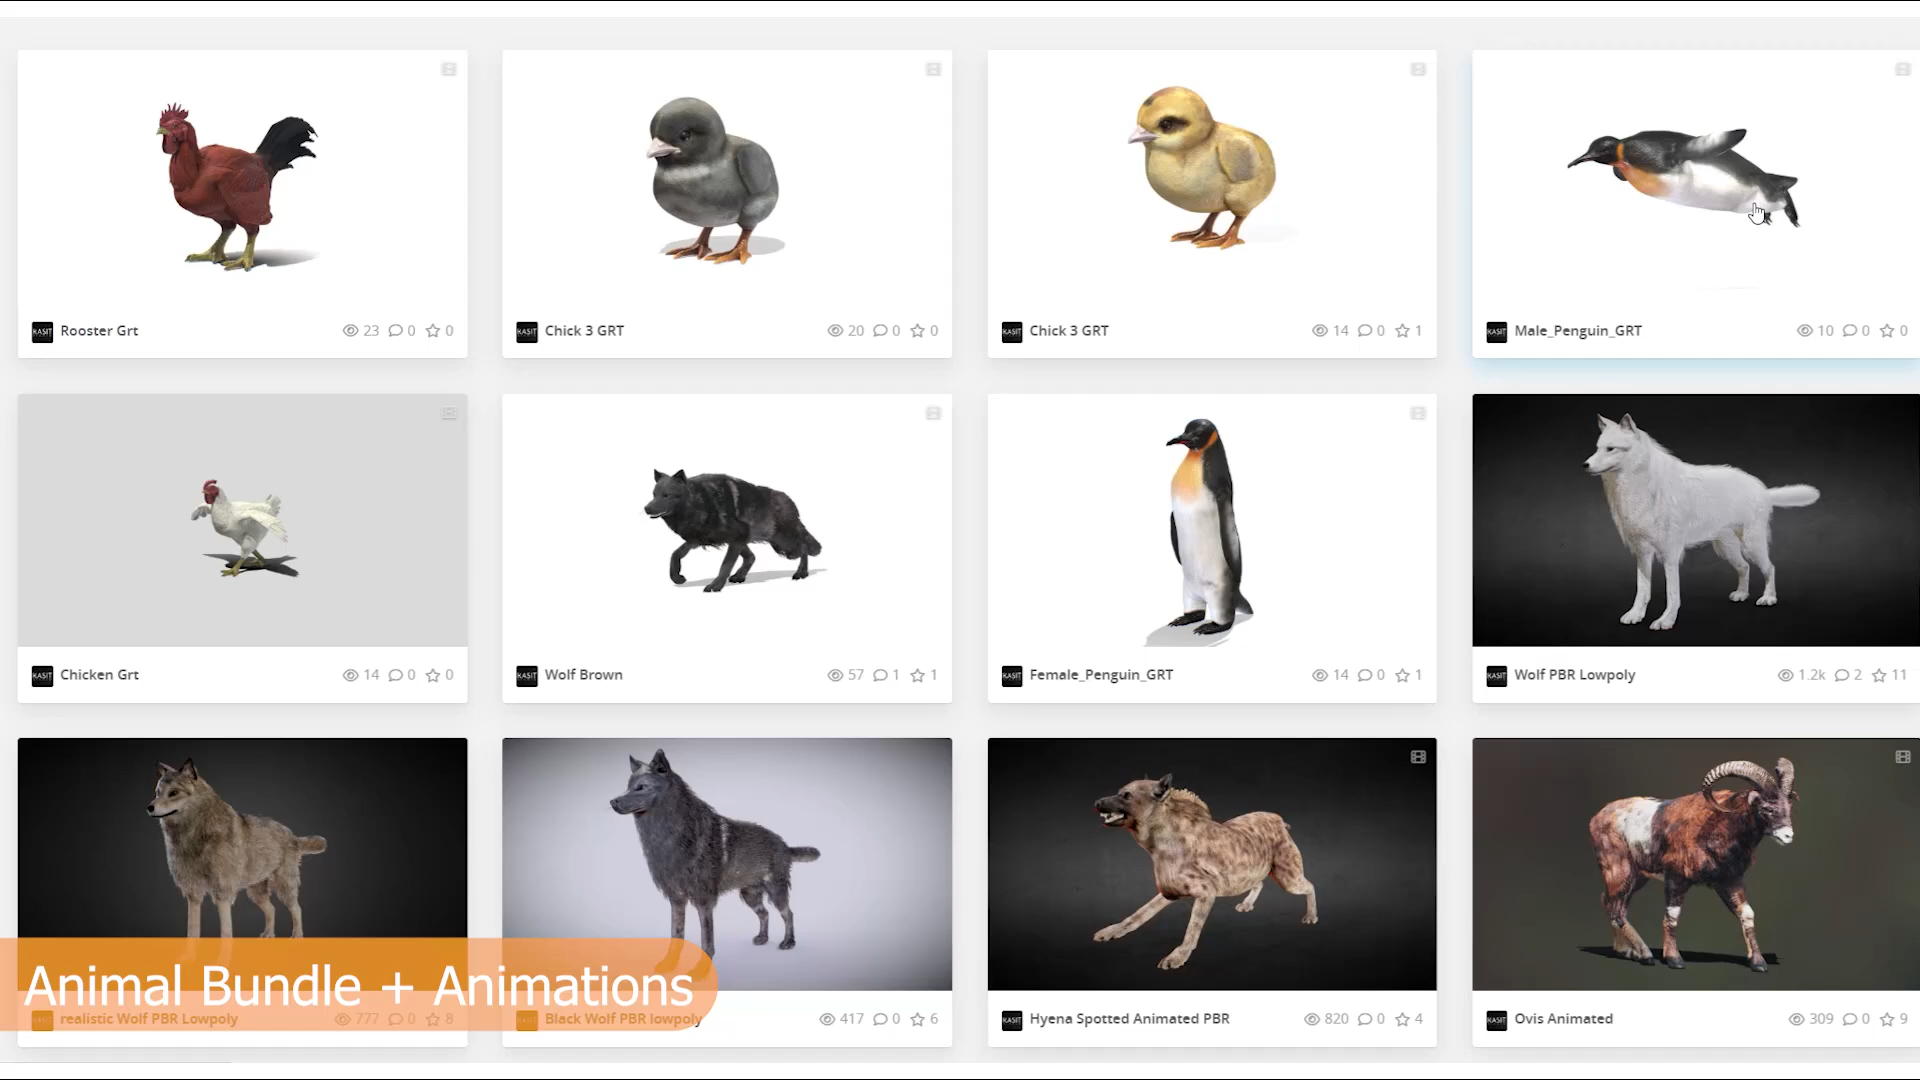 Rooster Grt 23 0 0
Chick 3 GRT 20 0 0
Chick 3 GRT 14 0 1
Male_Penguin_GRT 10 0 0
Chicken Grt 14 0 0
Wolf Brown 57 1 1
Female_Penguin_GRT 14 0 1
Wolf PBR Lowpoly 1.2k 2 11
Animal Bundle + Animations
realistic Wolf PBR Lowpoly 777 0 8
Black Wolf PBR lowpoly 417 0 6
Hyena Spotted Animated PBR 820 0 4
Ovis Animated 309 0 9